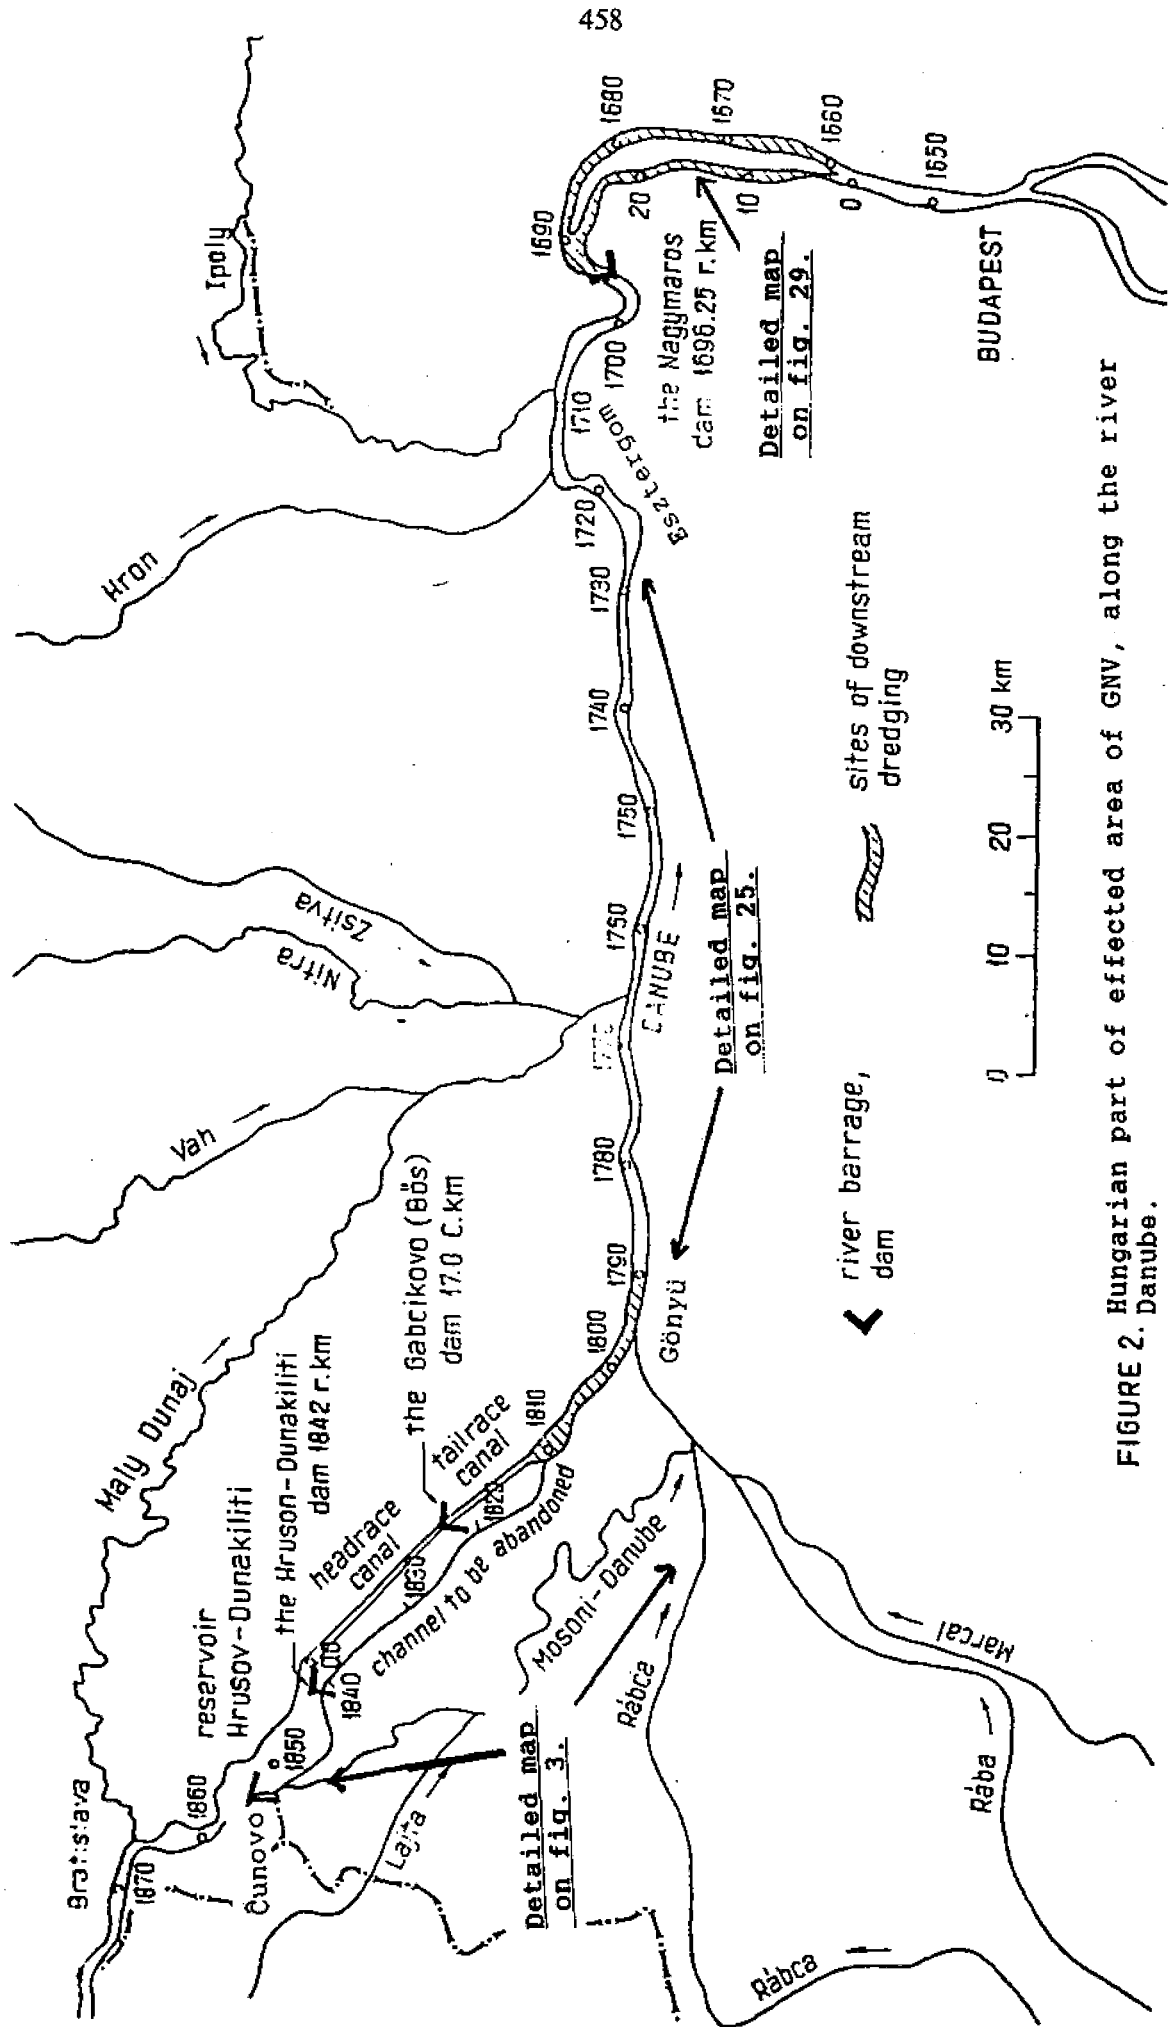 458
Bratislava
1870
1860
Čunovo
1850
reservoir
Hrusov-Dunakiliti
the Hruson-Dunakiliti
dam 1842 r.km
1840
Maly Dunaj
headrace
canal
1830
channel to be abandoned
the Gabcikovo (Bös)
dam 17.0 C.km
tailrace
canal
1820
1810
1800
1790
Gönyü
1780
DANUBE
1750
1750
1740
1730
1720
1710
1700
1690
1680
1670
1660
1650
20
10
0
Vah
Nitra
Zsitva
Hron
Ipoly
Esztergom
the Nagymaros
dam 1696.25 r.km
Detailed map
on fig. 29.
BUDAPEST
Detailed map
on fig. 25.
Detailed map
on fig. 3.
Lajta
Mosoni-Danube
Rábca
Rábca
Rába
Marcal
river barrage,
dam
sites of downstream
dredging
0 10 20 30 km
FIGURE 2. Hungarian part of effected area of GNV, along the river
Danube.